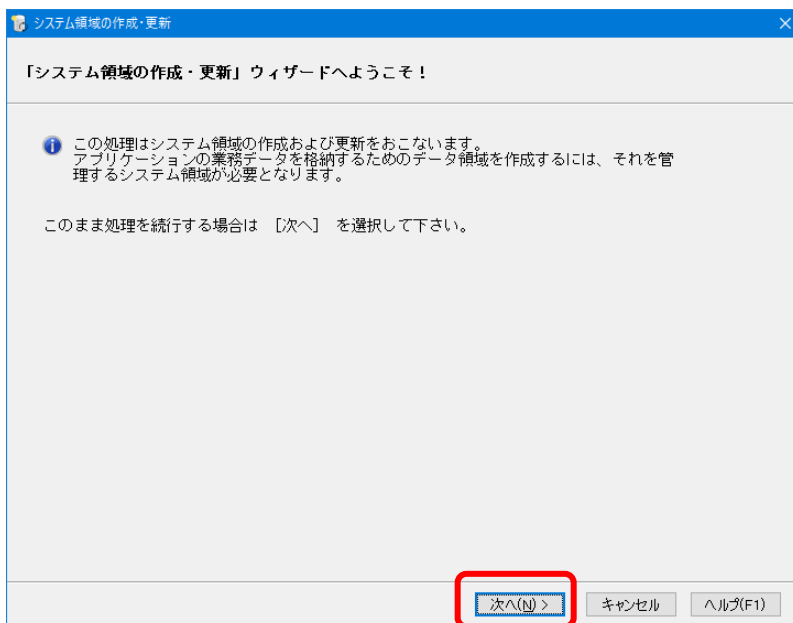 システム領域の作成・更新
「システム領域の作成・更新」ウィザードへようこそ！
この処理はシステム領域の作成および更新をおこないます。
アプリケーションの業務データを格納するためのデータ領域を作成するには、それを管
理するシステム領域が必要となります。
このまま処理を続行する場合は ［次へ］ を選択して下さい。
次へ(N) > キャンセル ヘルプ(F1)